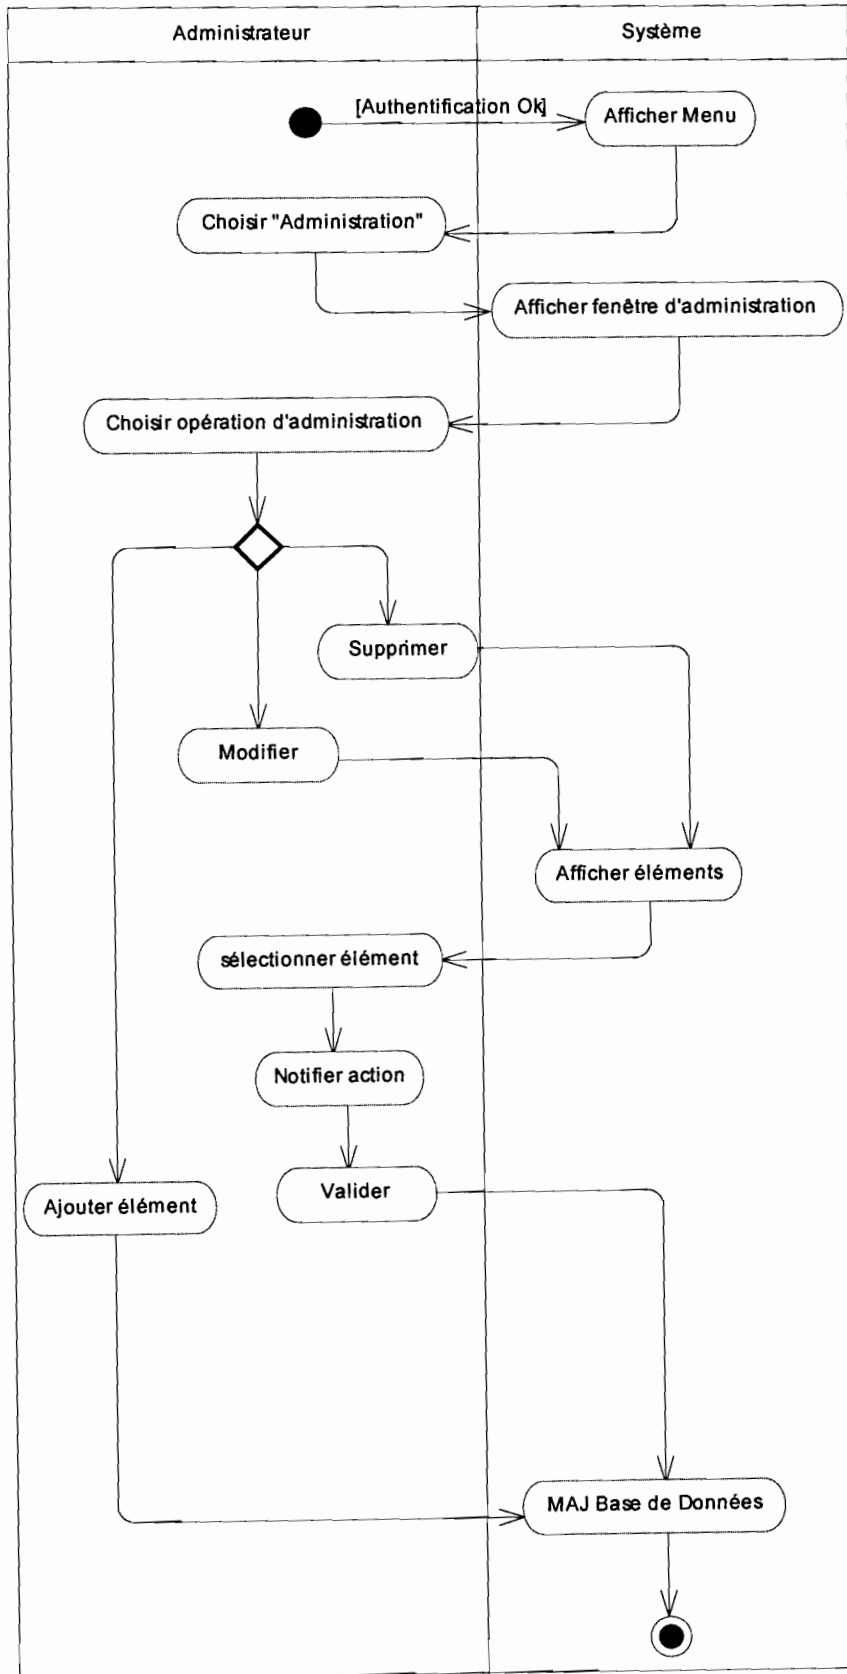 Administrateur
Système
[Authentification Ok]
Afficher Menu
Choisir "Administration"
Afficher fenêtre d'administration
Choisir opération d'administration
Supprimer
Modifier
Afficher éléments
sélectionner élément
Notifier action
Valider
Ajouter élément
MAJ Base de Données